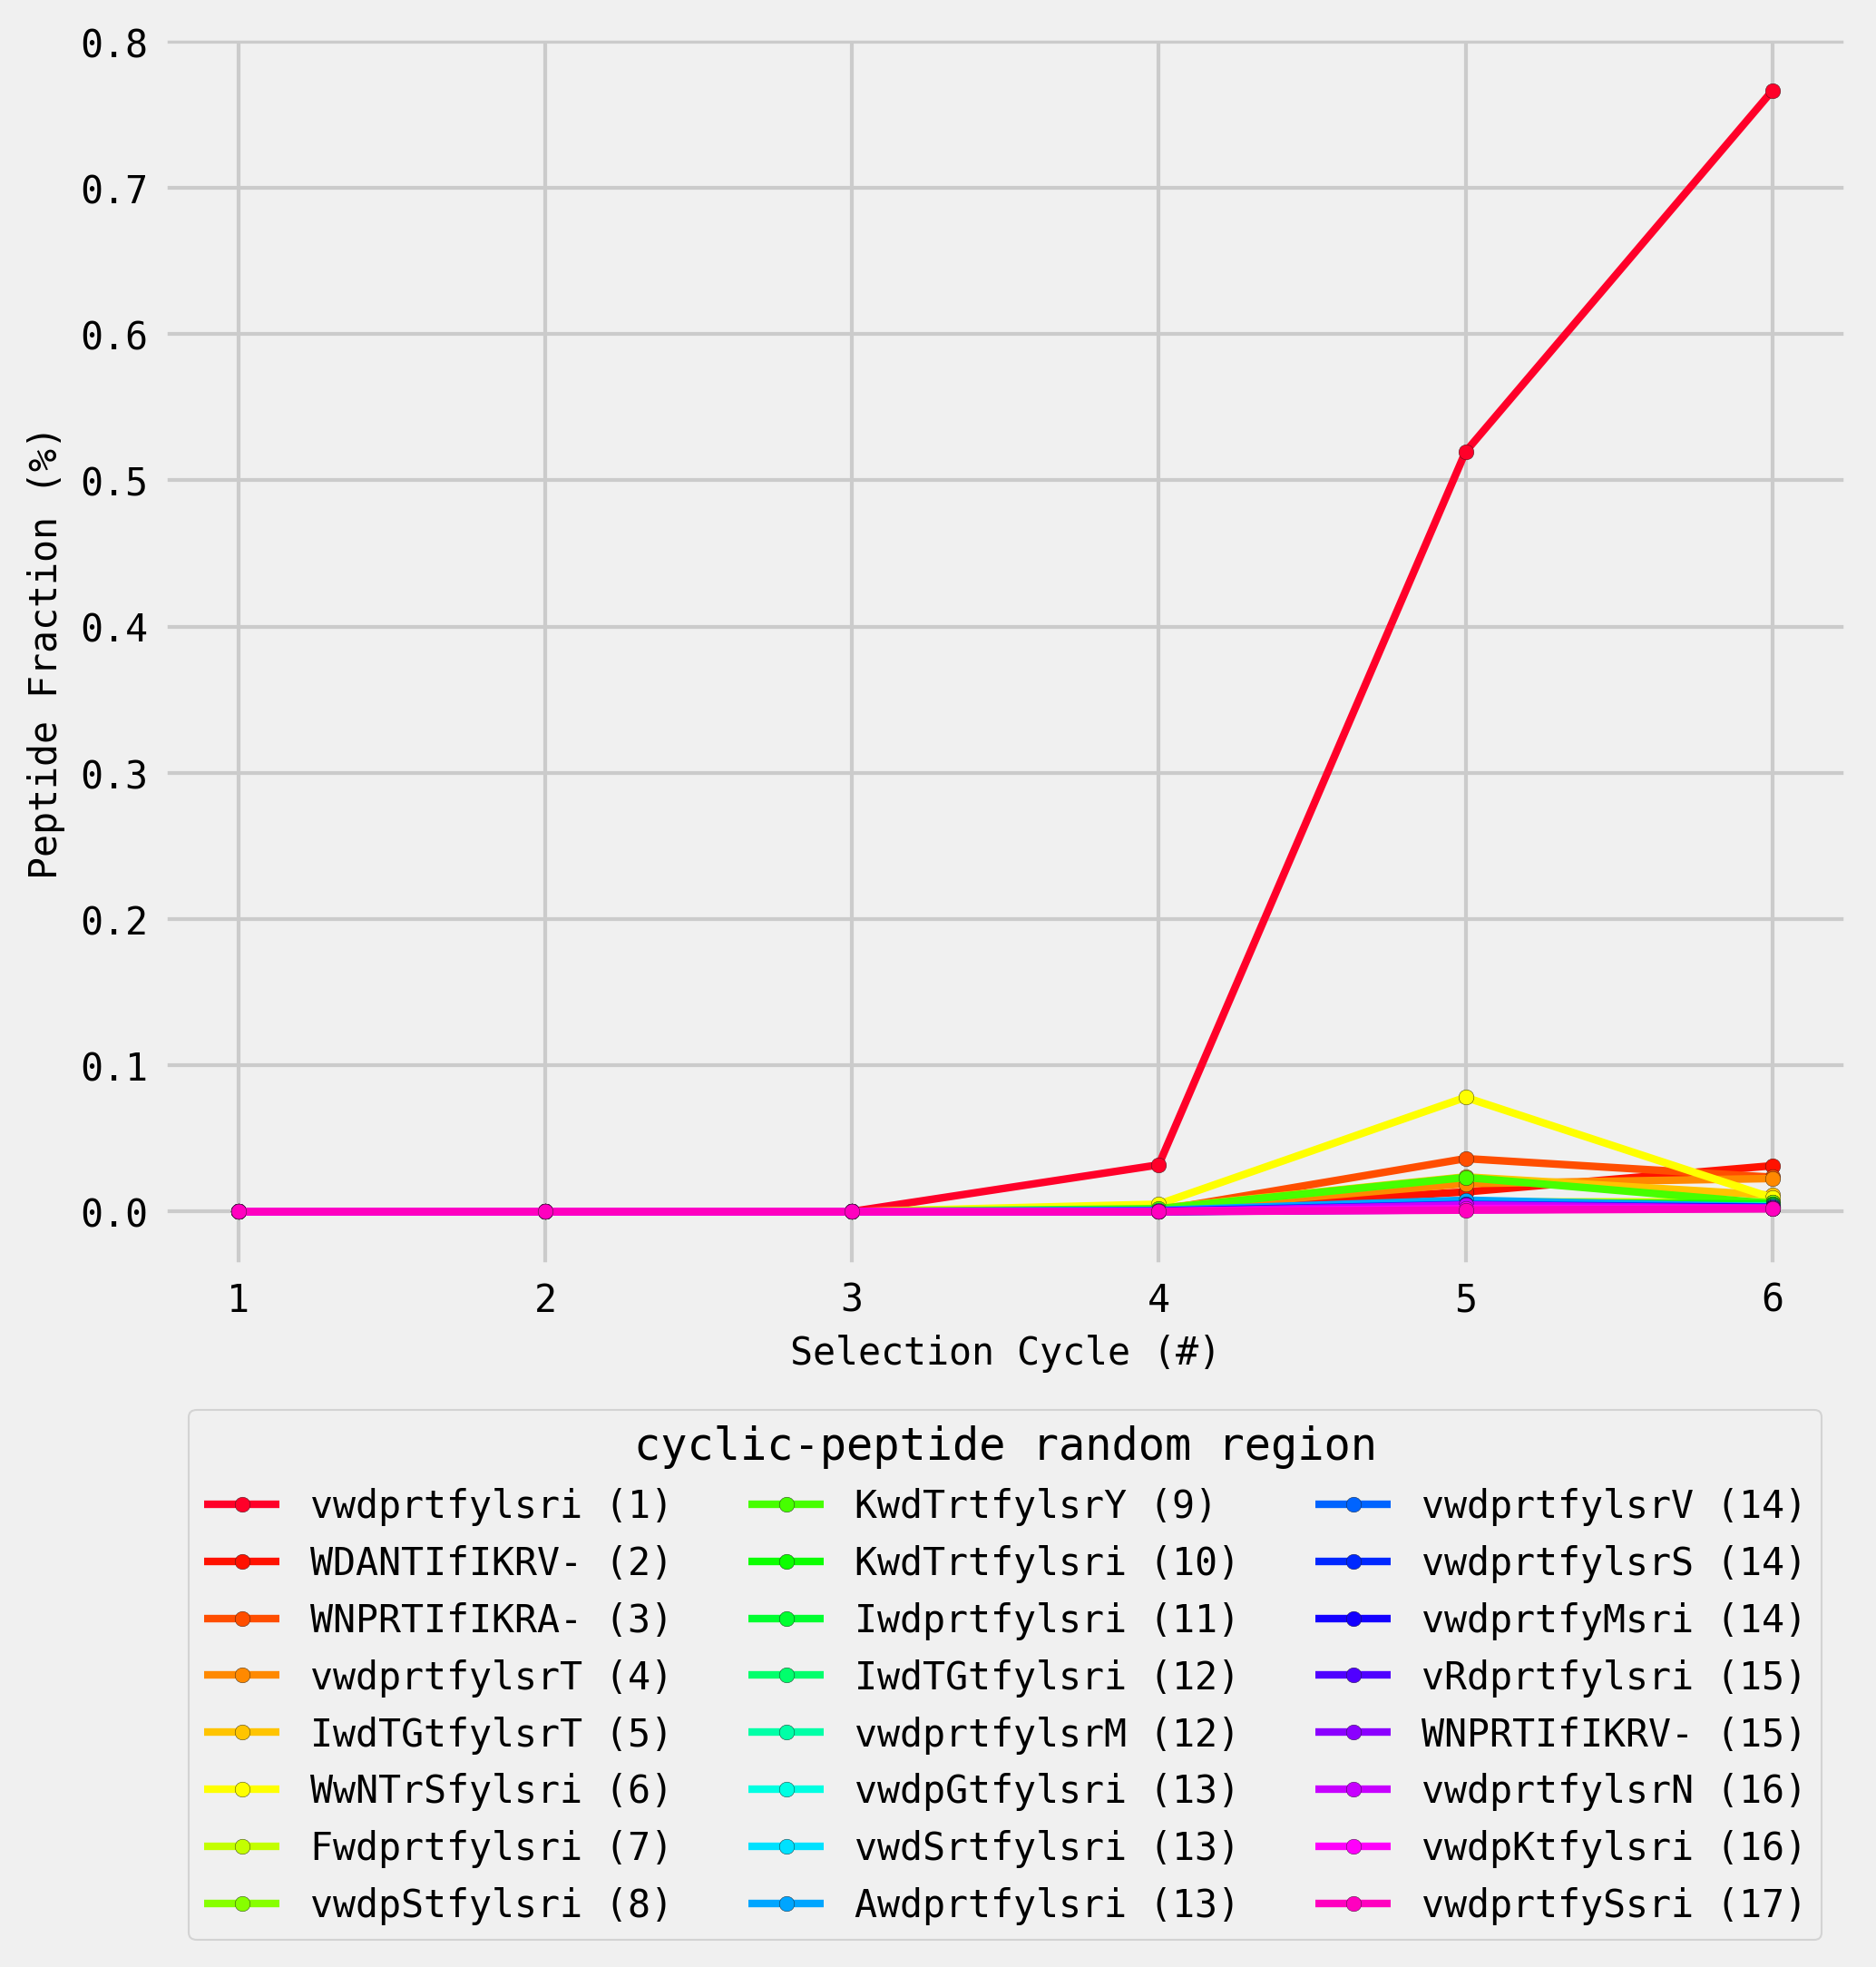 0.8
0.7
0.6
0.5
0.4
0.3
0.2
0.1
0.0
Peptide Fraction (%)
1 2 3 4 5 6
Selection Cycle (#)
cyclic-peptide random region
vwdprtfylsri (1)
WDANTIfIKRV- (2)
WNPRTIfIKRA- (3)
vwdprtfylsrT (4)
IwdTGtfylsrT (5)
WwNTrSfylsri (6)
Fwdprtfylsri (7)
vwdpStfylsri (8)
KwdTrtfylsrY (9)
KwdTrtfylsri (10)
Iwdprtfylsri (11)
IwdTGtfylsri (12)
vwdprtfylsrM (12)
vwdpGtfylsri (13)
vwdSrtfylsri (13)
Awdprtfylsri (13)
vwdprtfylsrV (14)
vwdprtfylsrS (14)
vwdprtfyMsri (14)
vRdprtfylsri (15)
WNPRTIfIKRV- (15)
vwdprtfylsrN (16)
vwdpKtfylsri (16)
vwdprtfySsri (17)